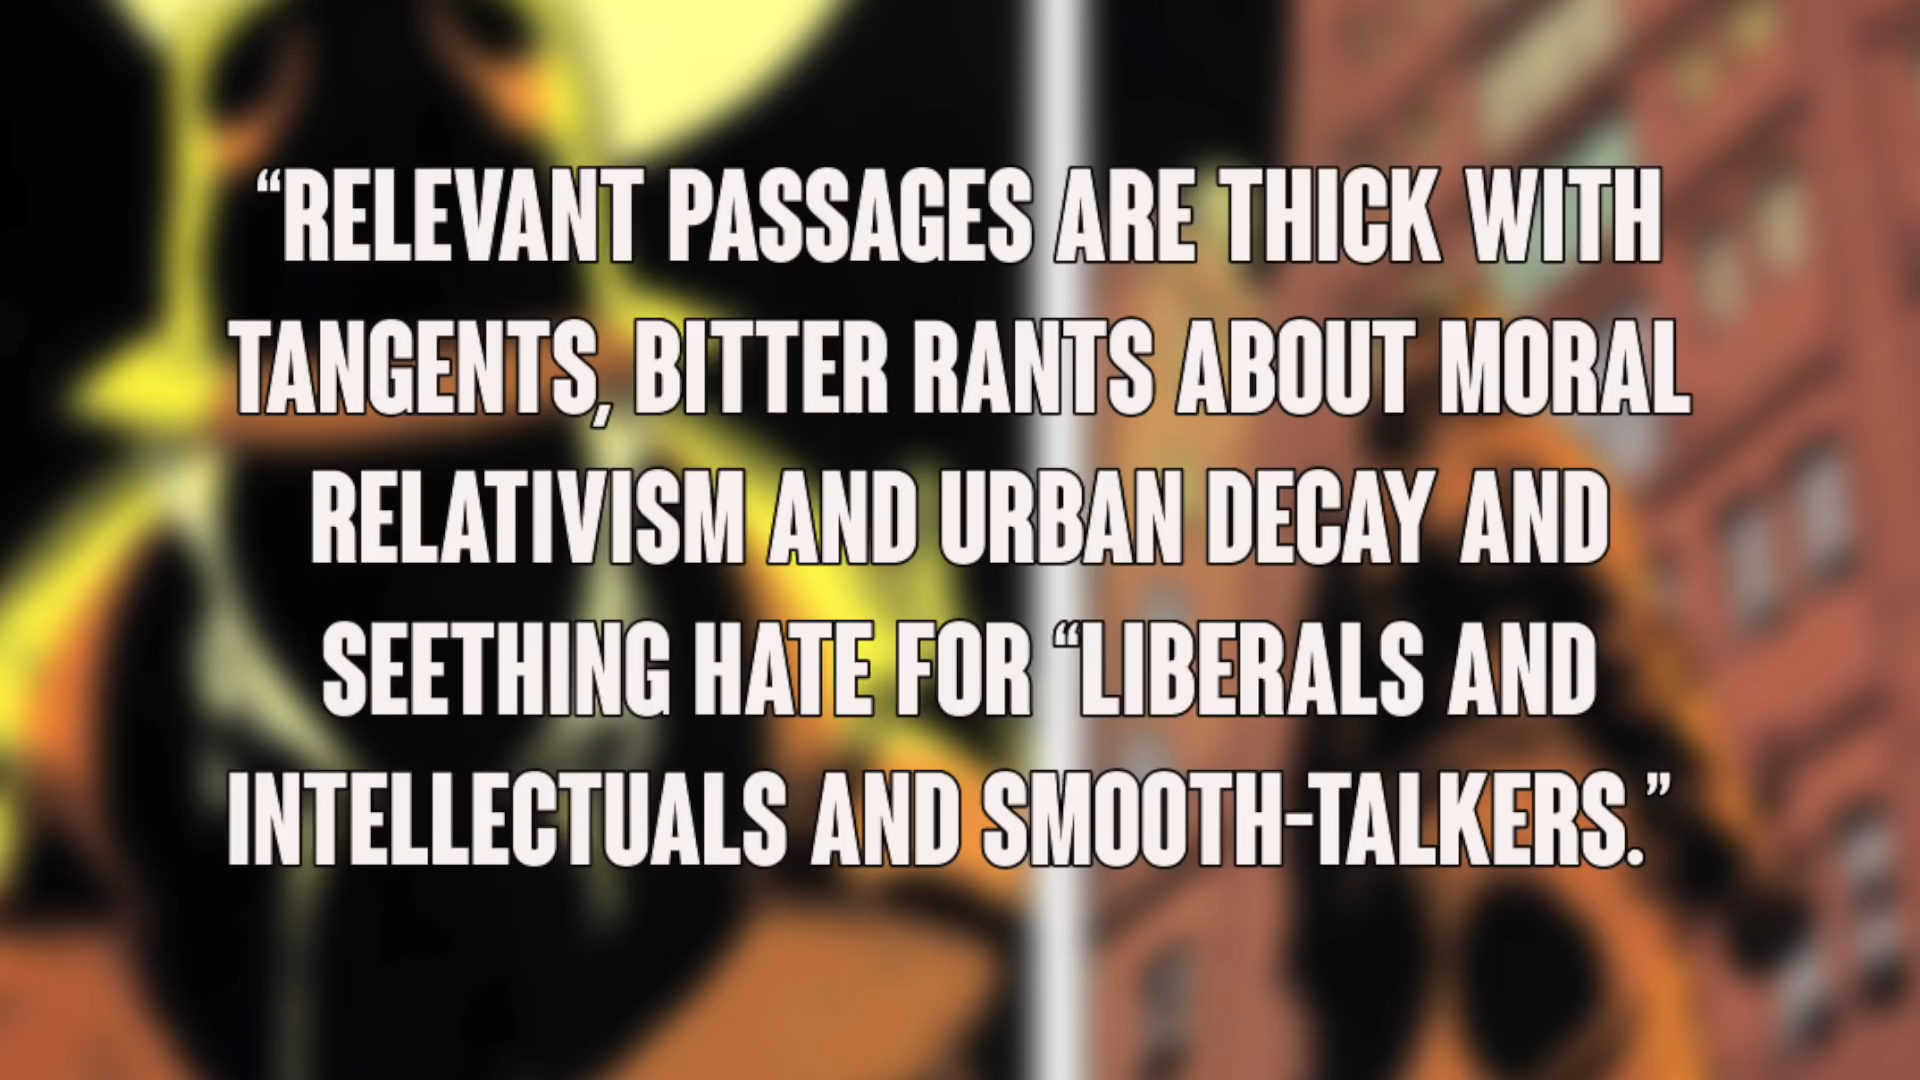 “RELEVANT PASSAGES ARE THICK WITH
TANGENTS, BITTER RANTS ABOUT MORAL
RELATIVISM AND URBAN DECAY AND
SEETHING HATE FOR “LIBERALS AND
INTELLECTUALS AND SMOOTH-TALKERS.”